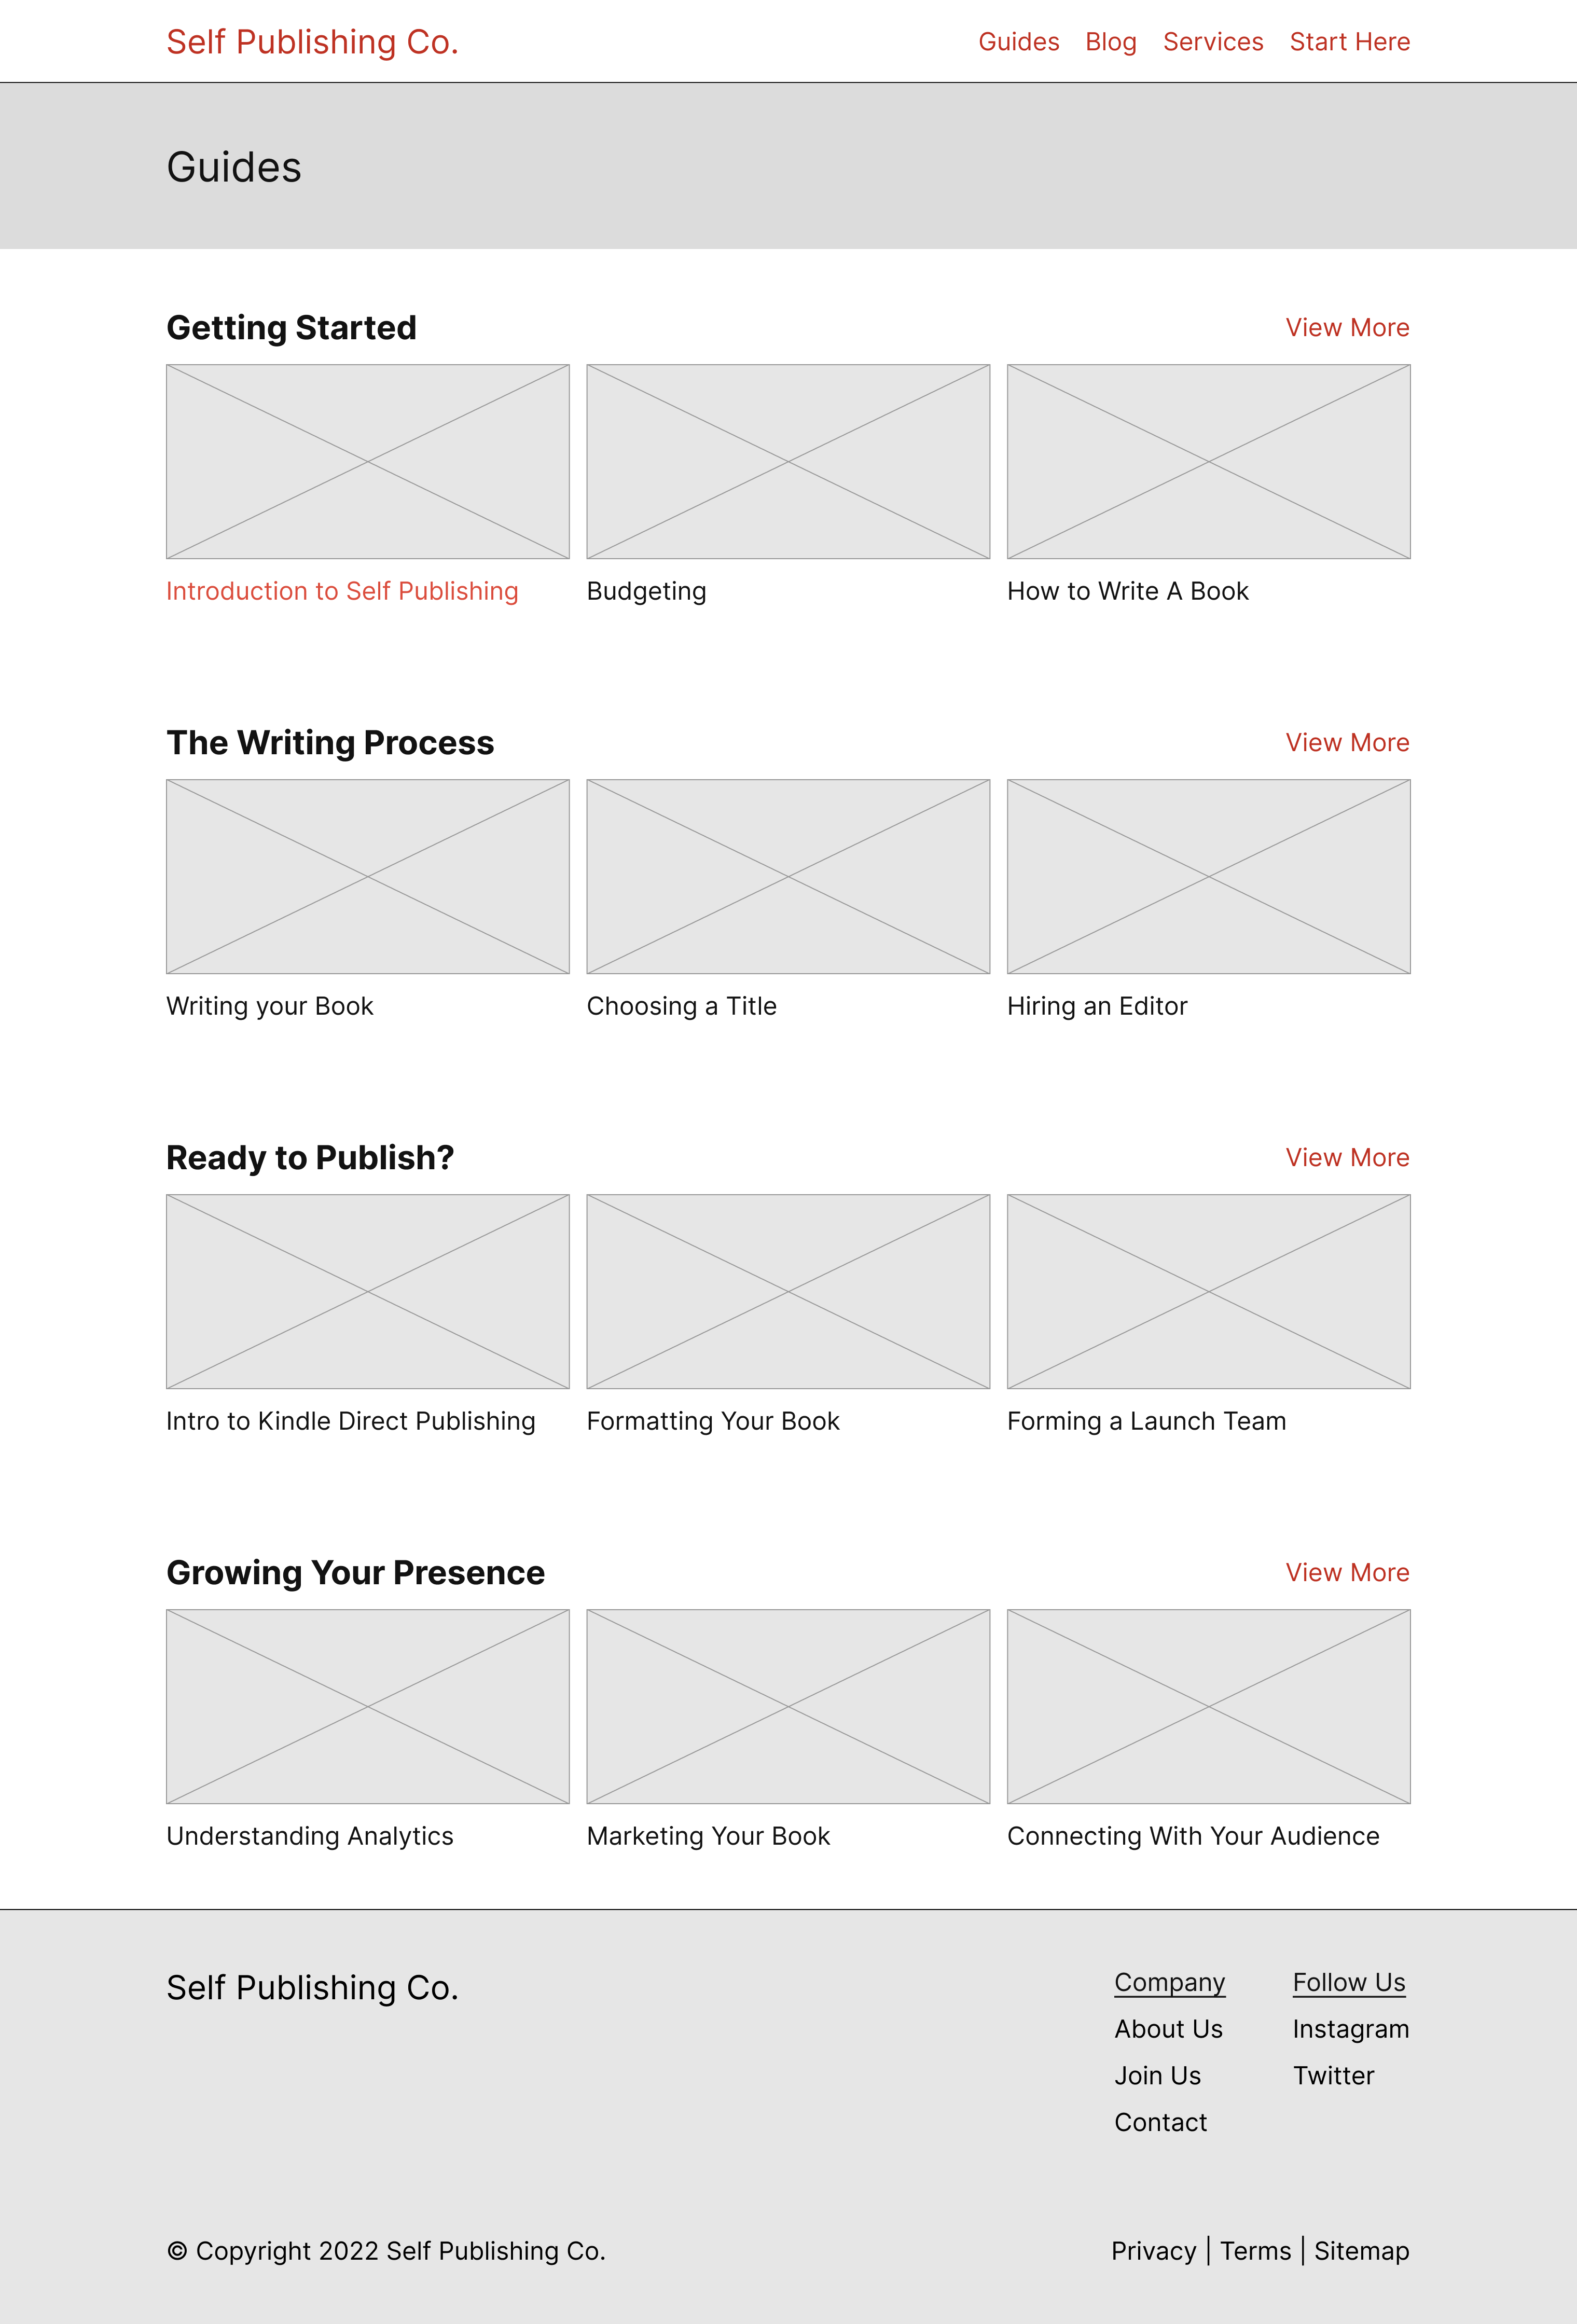 Self Publishing Co.
Guides Blog Services Start Here
Guides
Getting Started
View More
Introduction to Self Publishing
Budgeting
How to Write A Book
The Writing Process
View More
Writing your Book
Choosing a Title
Hiring an Editor
Ready to Publish?
View More
Intro to Kindle Direct Publishing
Formatting Your Book
Forming a Launch Team
Growing Your Presence
View More
Understanding Analytics
Marketing Your Book
Connecting With Your Audience
Self Publishing Co.
Company
About Us
Join Us
Contact
Follow Us
Instagram
Twitter
© Copyright 2022 Self Publishing Co.
Privacy | Terms | Sitemap